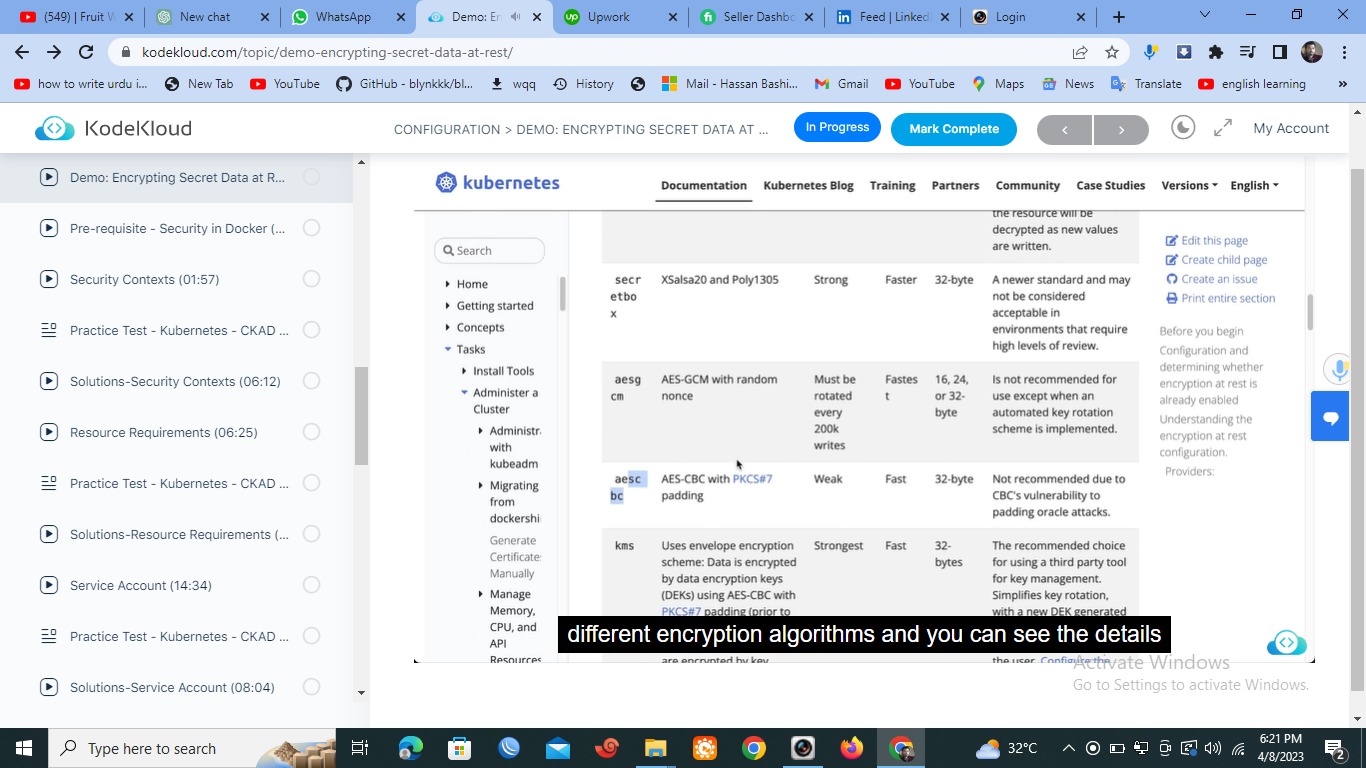 (549) | Fruit W
New chat
WhatsApp
Demo: En
Upwork
Seller Dashbo
Feed | Linked
Login
kodekloud.com/topic/demo-encrypting-secret-data-at-rest/
how to write urdu i...
New Tab
YouTube
GitHub - blynkkk/bl...
wqq
History
Mail - Hassan Bashi...
Gmail
YouTube
Maps
News
Translate
english learning
»
KodeKloud
CONFIGURATION > DEMO: ENCRYPTING SECRET DATA AT ...
In Progress
Mark Complete
<
>
My Account
Demo: Encrypting Secret Data at R...
Pre-requisite - Security in Docker (...
Security Contexts (01:57)
Practice Test - Kubernetes - CKAD ...
Solutions-Security Contexts (06:12)
Resource Requirements (06:25)
Practice Test - Kubernetes - CKAD ...
Solutions-Resource Requirements (...
Service Account (14:34)
Practice Test - Kubernetes - CKAD ...
Solutions-Service Account (08:04)
kubernetes
Documentation
Kubernetes Blog
Training
Partners
Community
Case Studies
Versions
English
Search
Home
Getting started
Concepts
Tasks
Install Tools
Administer a
Cluster
Administr
with
kubeadm
Migrating
from
dockershi
Generate
Certificate
Manually
Manage
Memory,
CPU, and
API
Resources
the resource will be
decrypted as new values
are written.
secr
etbo
x
XSalsa20 and Poly1305
Strong
Faster
32-byte
A newer standard and may
not be considered
acceptable in
environments that require
high levels of review.
aesg
cm
AES-GCM with random
nonce
Must be
rotated
every
200k
writes
Fastes
t
16, 24,
or 32-
byte
Is not recommended for
use except when an
automated key rotation
scheme is implemented.
aesc
bc
AES-CBC with PKCS#7
padding
Weak
Fast
32-byte
Not recommended due to
CBC's vulnerability to
padding oracle attacks.
kms
Uses envelope encryption
scheme: Data is encrypted
by data encryption keys
(DEKs) using AES-CBC with
PKCS#7 padding (prior to
are encrypted by key
Strongest
Fast
32-
bytes
The recommended choice
for using a third party tool
for key management.
Simplifies key rotation,
with a new DEK generated
the user. Configure the
Edit this page
Create child page
Create an issue
Print entire section
Before you begin
Configuration and
determining whether
encryption at rest is
already enabled
Understanding the
encryption at rest
configuration.
Providers:
different encryption algorithms and you can see the details
Activate Windows
Go to Settings to activate Windows.
Type here to search
32°C
6:21 PM
4/8/2023
2